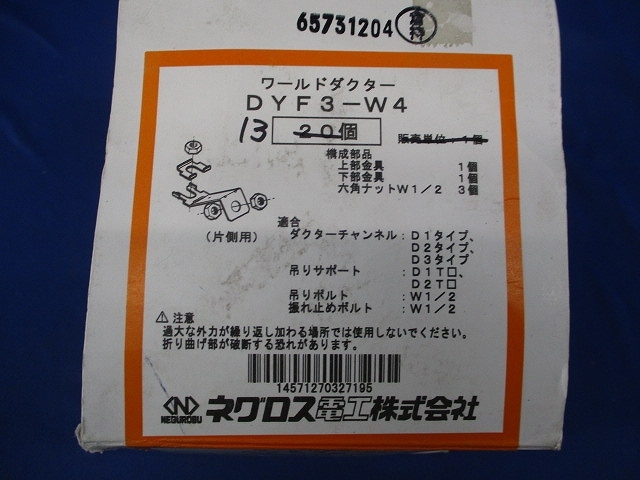 65731204
ワールドダクター
DYF3-W4
13 20個
販売単位 1個
構成部品
上部金具 1個
下部金具 1個
六角ナットW1/2 3個
(片側用)
適合
ダクターチャンネル:D1タイプ、
D2タイプ、
D3タイプ
吊りサポート:D1T□、
D2T□
吊りボルト:W1/2
振れ止めボルト:W1/2
⚠注意
過大な外力が繰り返し加わる場所では使用しないでください。
折り曲げ部が破断する恐れがあります。
14571270327195
NEGUROSU ネグロス電工株式会社